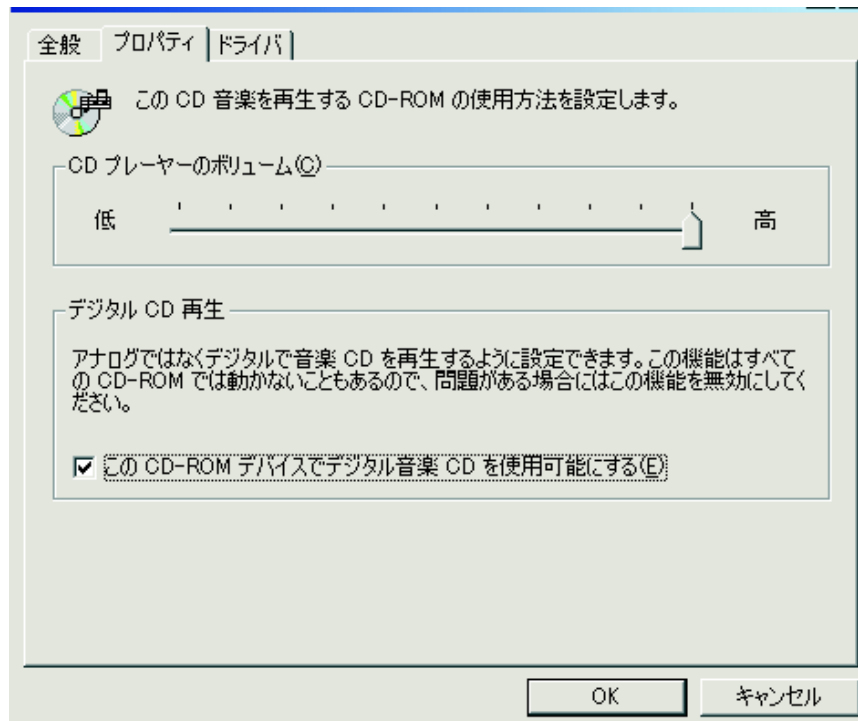 全般 プロパティ ドライバ
この CD 音楽を再生する CD-ROM の使用方法を設定します。
CD プレーヤーのボリューム(C)
低 高
デジタル CD 再生
アナログではなくデジタルで音楽 CD を再生するように設定できます。この機能はすべて
の CD-ROM では動かないこともあるので、問題がある場合にはこの機能を無効にしてく
ださい。
この CD-ROM デバイスでデジタル音楽 CD を使用可能にする(E)
OK キャンセル